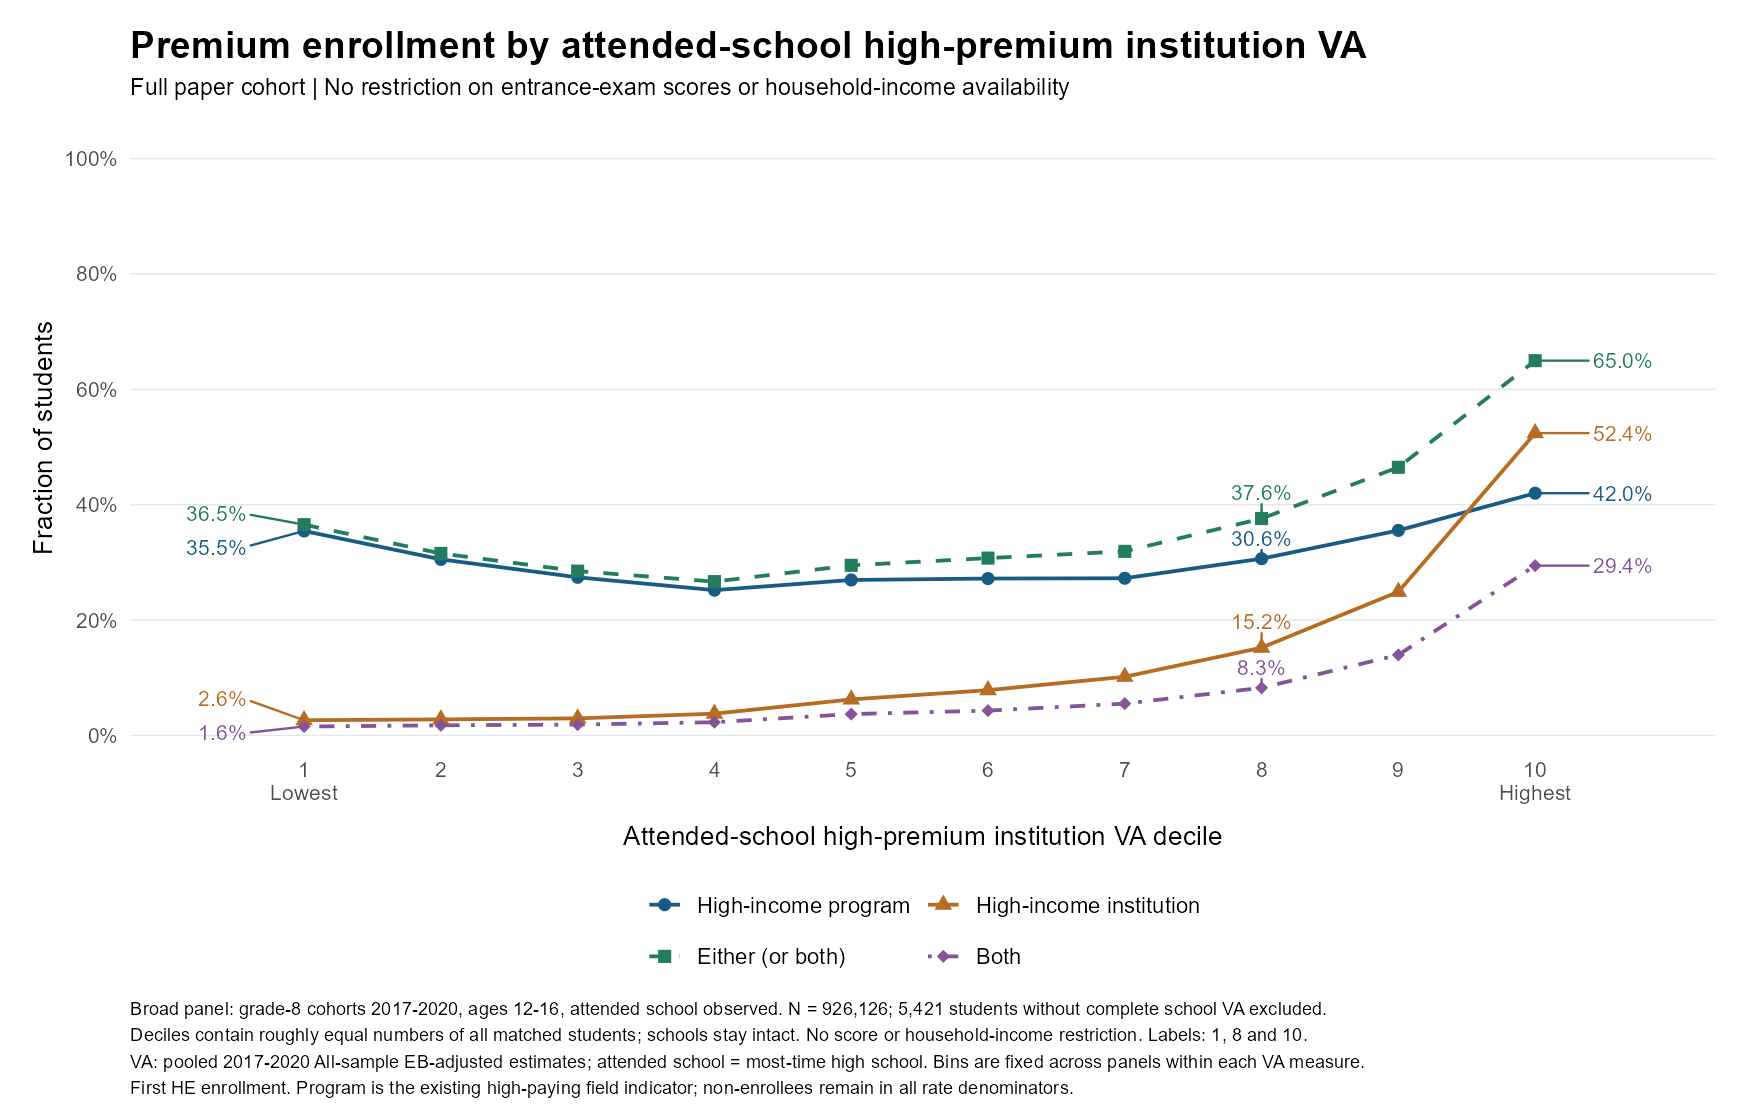 Premium enrollment by attended-school high-premium institution VA
Full paper cohort | No restriction on entrance-exam scores or household-income availability
Fraction of students
100%
80%
60%
40%
20%
0%
36.5%
35.5%
2.6%
1.6%
37.6%
30.6%
15.2%
8.3%
65.0%
52.4%
42.0%
29.4%
1 2 3 4 5 6 7 8 9 10
Lowest Highest
Attended-school high-premium institution VA decile
High-income program High-income institution
Either (or both) Both
Broad panel: grade-8 cohorts 2017-2020, ages 12-16, attended school observed. N = 926,126; 5,421 students without complete school VA excluded.
Deciles contain roughly equal numbers of all matched students; schools stay intact. No score or household-income restriction. Labels: 1, 8 and 10.
VA: pooled 2017-2020 All-sample EB-adjusted estimates; attended school = most-time high school. Bins are fixed across panels within each VA measure.
First HE enrollment. Program is the existing high-paying field indicator; non-enrollees remain in all rate denominators.